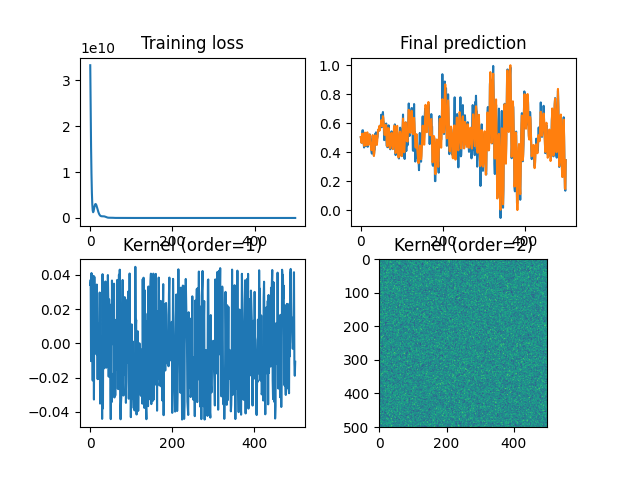 Training loss
1e10
3
2
1
0
0 200 400
Final prediction
1.0
0.8
0.6
0.4
0.2
0.0
0 200 400
Kernel (order=1)
0.04
0.02
0.00
−0.02
−0.04
0 200 400
Kernel (order=2)
0
100
200
300
400
500
0 200 400